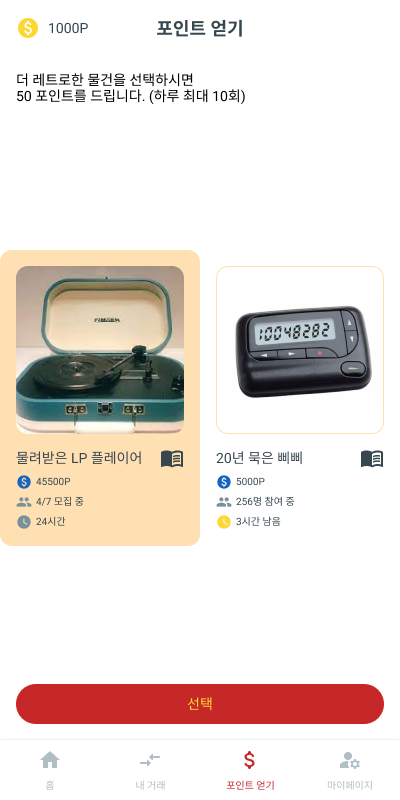 1000P
포인트 얻기
더 레트로한 물건을 선택하시면
50 포인트를 드립니다. (하루 최대 10회)
10048282
물려받은 LP 플레이어
45500P
4/7 모집 중
24시간
20년 묵은 삐삐
5000P
256명 참여 중
3시간 남음
선택
홈
내 거래
포인트 얻기
마이페이지